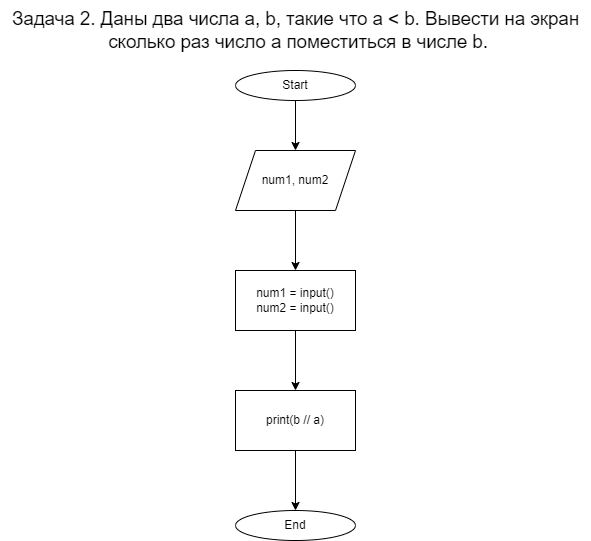 Задача 2. Даны два числа a, b, такие что a < b. Вывести на экран
сколько раз число a поместиться в числе b.
Start
num1, num2
num1 = input()
num2 = input()
print(b // a)
End